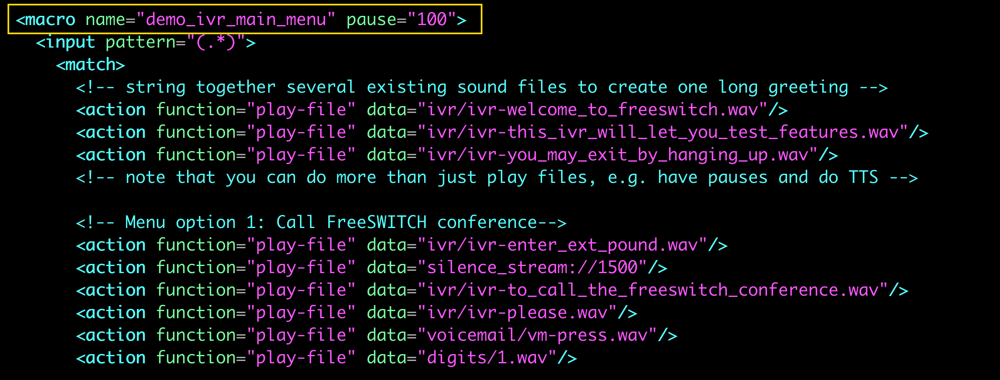 <macro name="demo_ivr_main_menu" pause="100">
<input pattern="(.*)">
<match>
<!-- string together several existing sound files to create one long greeting -->
<action function="play-file" data="ivr/ivr-welcome_to_freeswitch.wav"/>
<action function="play-file" data="ivr/ivr-this_ivr_will_let_you_test_features.wav"/>
<action function="play-file" data="ivr/ivr-you_may_exit_by_hanging_up.wav"/>
<!-- note that you can do more than just play files, e.g. have pauses and do TTS -->
<!-- Menu option 1: Call FreeSWITCH conference-->
<action function="play-file" data="ivr/ivr-enter_ext_pound.wav"/>
<action function="play-file" data="silence_stream://1500"/>
<action function="play-file" data="ivr/ivr-to_call_the_freeswitch_conference.wav"/>
<action function="play-file" data="ivr/ivr-please.wav"/>
<action function="play-file" data="voicemail/vm-press.wav"/>
<action function="play-file" data="digits/1.wav"/>